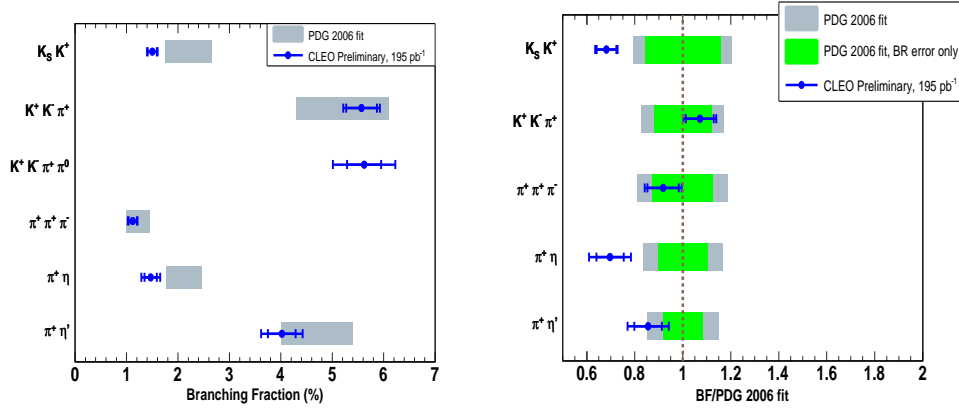 PDG 2006 fit
CLEO Preliminary, 195 pb⁻¹
K_S K⁺
K⁺ K⁻ π⁺
K⁺ K⁻ π⁺ π⁰
π⁺ π⁺ π⁻
π⁺ η
π⁺ η'
0 1 2 3 4 5 6 7
Branching Fraction (%)
PDG 2006 fit
PDG 2006 fit, BR error only
CLEO Preliminary, 195 pb⁻¹
K_S K⁺
K⁺ K⁻ π⁺
π⁺ π⁺ π⁻
π⁺ η
π⁺ η'
0.6 0.8 1 1.2 1.4 1.6 1.8 2
BF/PDG 2006 fit